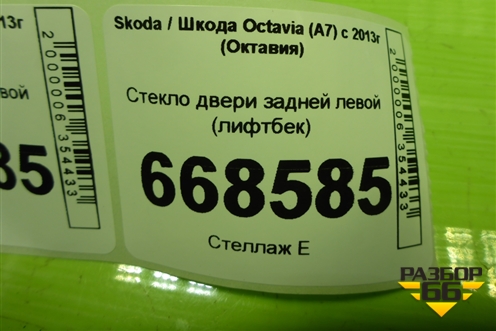 13г
вой
85
2000006354433
Skoda / Шкода Octavia (A7) с 2013г
(Октавия)
Стекло двери задней левой
(лифтбек)
668585
Стеллаж Е
2000006354433
РАЗБОР
66